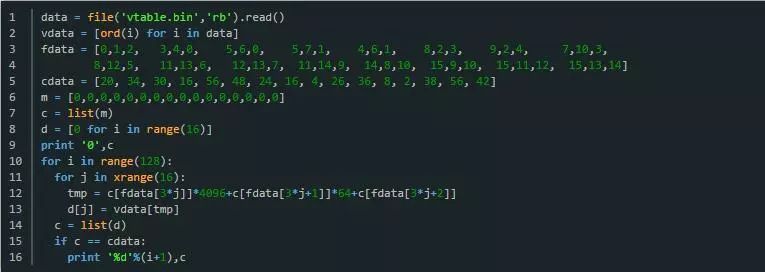 1 data = file('vtable.bin','rb').read()
2 vdata = [ord(i) for i in data]
3 fdata = [0,1,2, 3,4,0, 5,6,0, 5,7,1, 4,6,1, 8,2,3, 9,2,4, 7,10,3,
4 8,12,5, 11,13,6, 12,13,7, 11,14,9, 14,8,10, 15,9,10, 15,11,12, 15,13,14]
5 cdata = [20, 34, 30, 16, 56, 48, 24, 16, 4, 26, 36, 8, 2, 38, 56, 42]
6 m = [0,0,0,0,0,0,0,0,0,0,0,0,0,0,0,0]
7 c = list(m)
8 d = [0 for i in range(16)]
9 print '0',c
10 for i in range(128):
11 for j in xrange(16):
12 tmp = c[fdata[3*j]]*4096+c[fdata[3*j+1]]*64+c[fdata[3*j+2]]
13 d[j] = vdata[tmp]
14 c = list(d)
15 if c == cdata:
16 print '%d'%(i+1),c